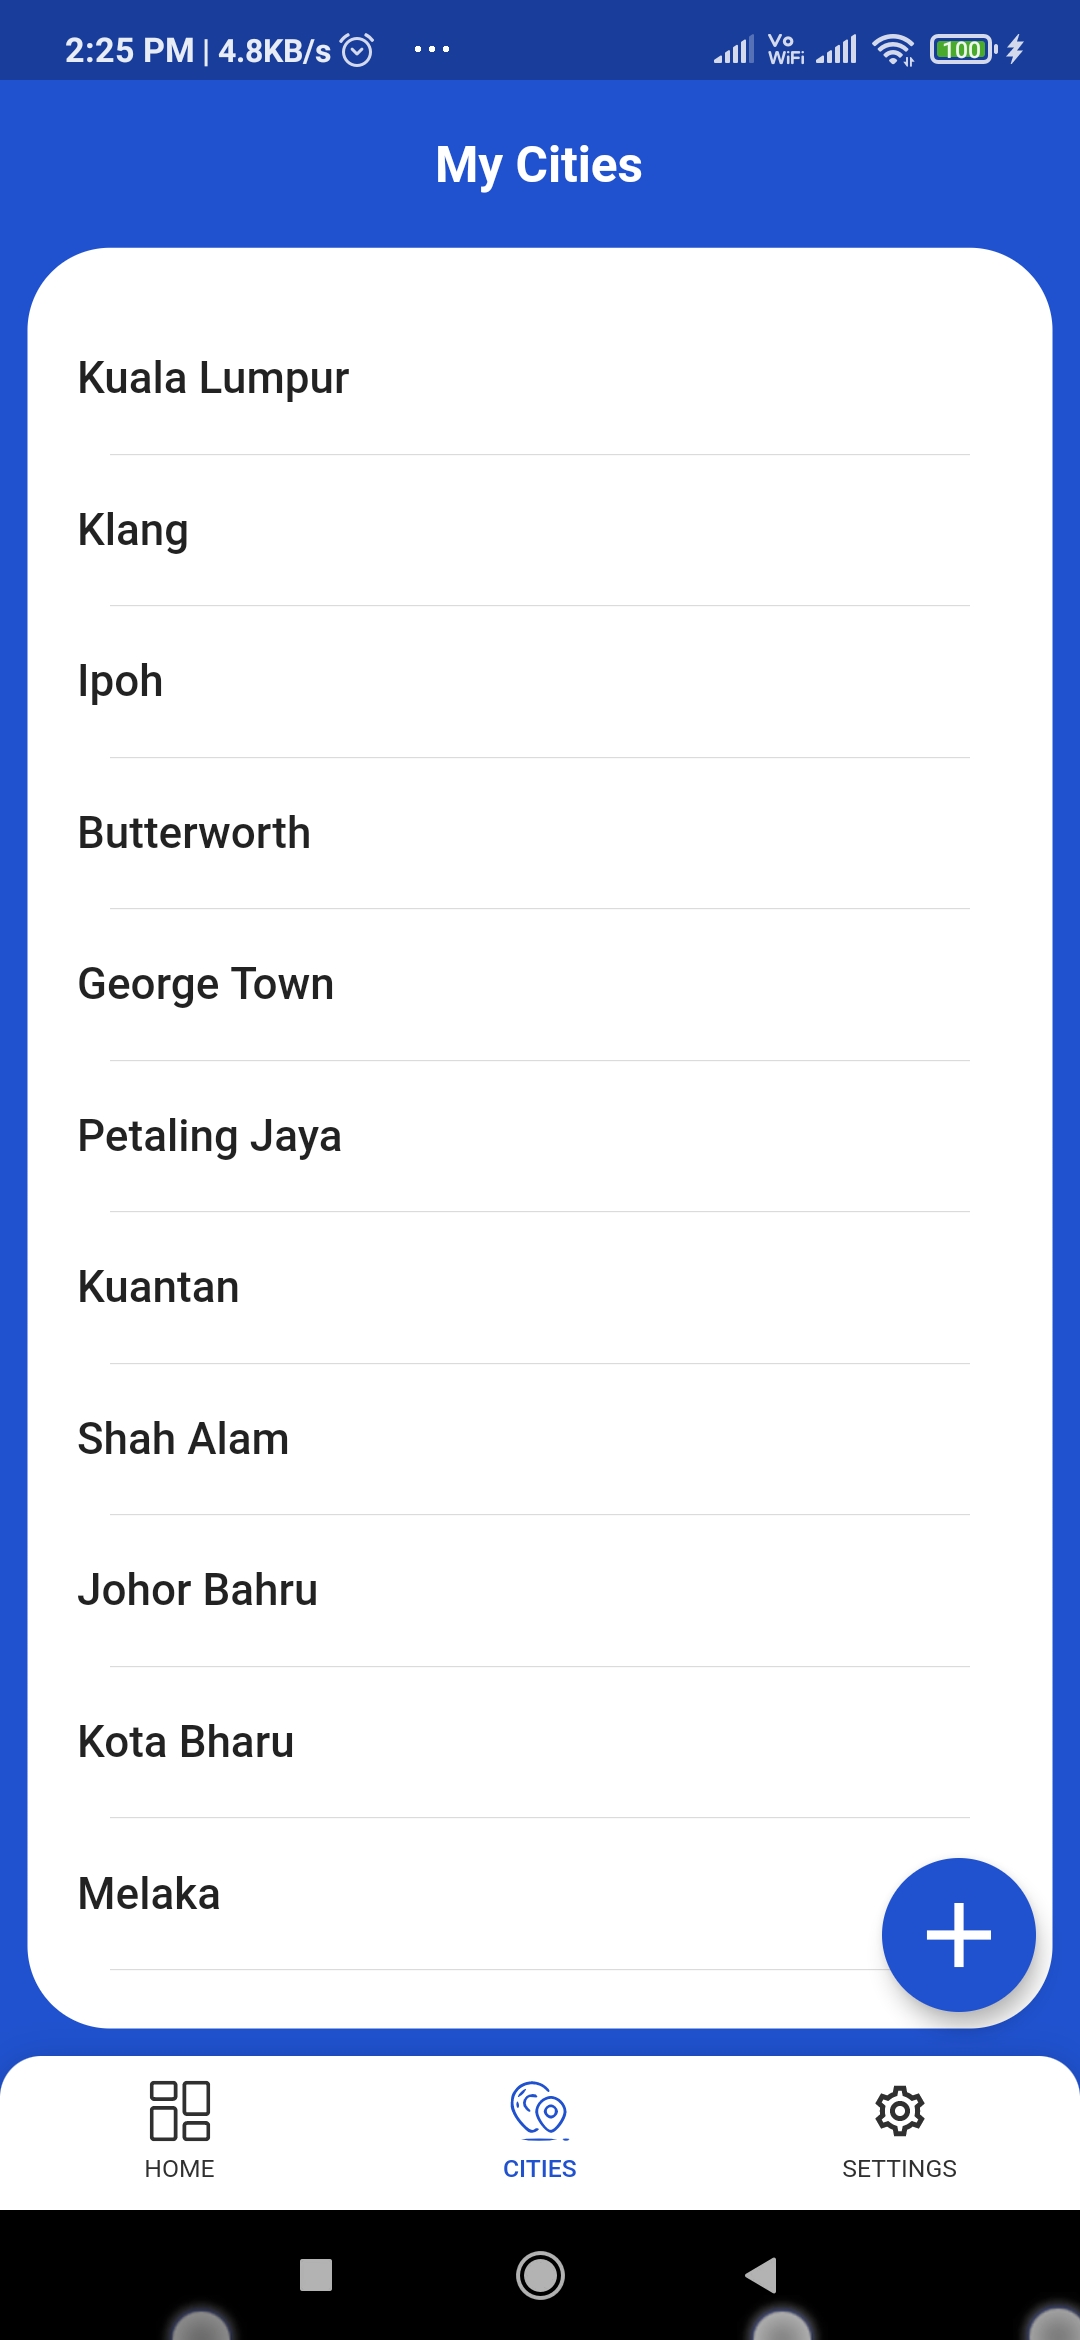 2:25 PM | 4.8KB/s
Vo
WiFi
100
My Cities
Kuala Lumpur
Klang
Ipoh
Butterworth
George Town
Petaling Jaya
Kuantan
Shah Alam
Johor Bahru
Kota Bharu
Melaka
HOME
CITIES
SETTINGS